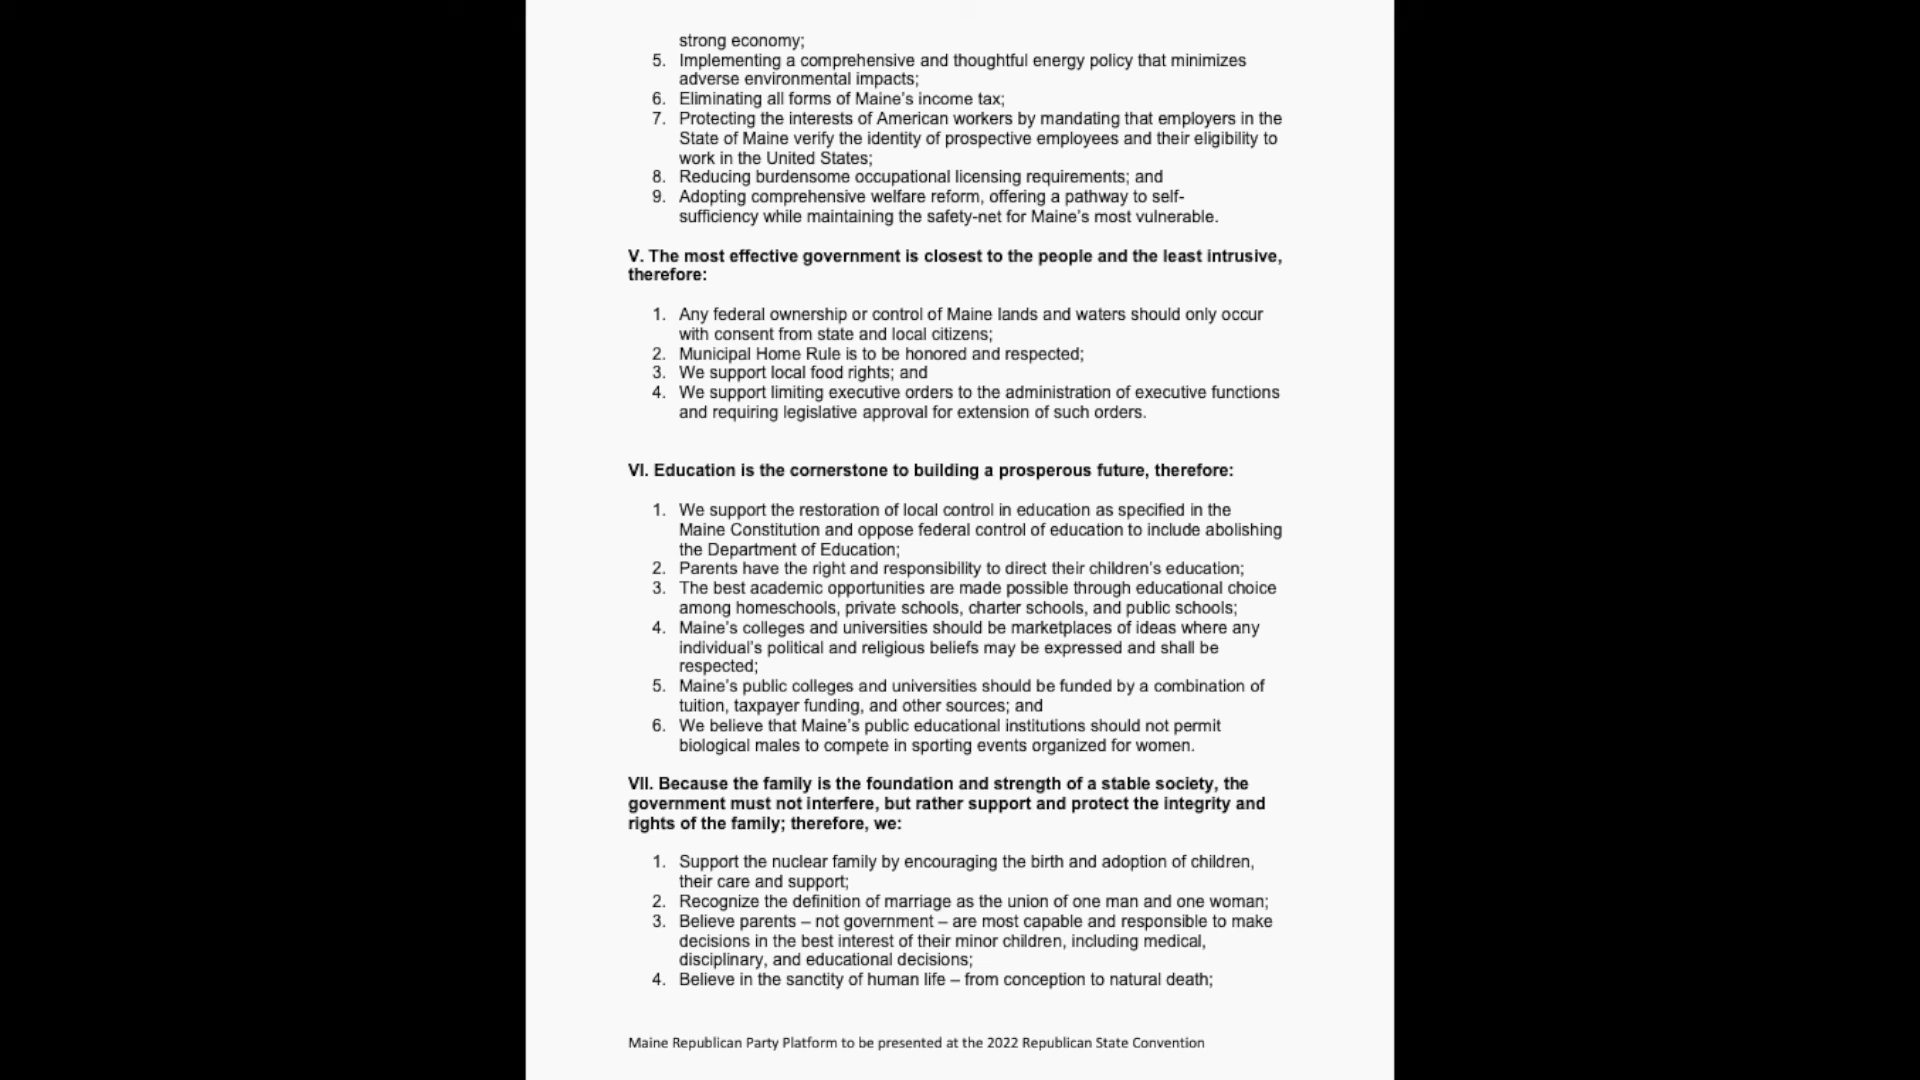 strong economy;
5. Implementing a comprehensive and thoughtful energy policy that minimizes
adverse environmental impacts;
6. Eliminating all forms of Maine's income tax;
7. Protecting the interests of American workers by mandating that employers in the
State of Maine verify the identity of prospective employees and their eligibility to
work in the United States;
8. Reducing burdensome occupational licensing requirements; and
9. Adopting comprehensive welfare reform, offering a pathway to self-
sufficiency while maintaining the safety-net for Maine's most vulnerable.
V. The most effective government is closest to the people and the least intrusive,
therefore:
1. Any federal ownership or control of Maine lands and waters should only occur
with consent from state and local citizens;
2. Municipal Home Rule is to be honored and respected;
3. We support local food rights; and
4. We support limiting executive orders to the administration of executive functions
and requiring legislative approval for extension of such orders.
VI. Education is the cornerstone to building a prosperous future, therefore:
1. We support the restoration of local control in education as specified in the
Maine Constitution and oppose federal control of education to include abolishing
the Department of Education;
2. Parents have the right and responsibility to direct their children's education;
3. The best academic opportunities are made possible through educational choice
among homeschools, private schools, charter schools, and public schools;
4. Maine's colleges and universities should be marketplaces of ideas where any
individual's political and religious beliefs may be expressed and shall be
respected;
5. Maine's public colleges and universities should be funded by a combination of
tuition, taxpayer funding, and other sources; and
6. We believe that Maine's public educational institutions should not permit
biological males to compete in sporting events organized for women.
VII. Because the family is the foundation and strength of a stable society, the
government must not interfere, but rather support and protect the integrity and
rights of the family; therefore, we:
1. Support the nuclear family by encouraging the birth and adoption of children,
their care and support;
2. Recognize the definition of marriage as the union of one man and one woman;
3. Believe parents – not government – are most capable and responsible to make
decisions in the best interest of their minor children, including medical,
disciplinary, and educational decisions;
4. Believe in the sanctity of human life – from conception to natural death;
Maine Republican Party Platform to be presented at the 2022 Republican State Convention